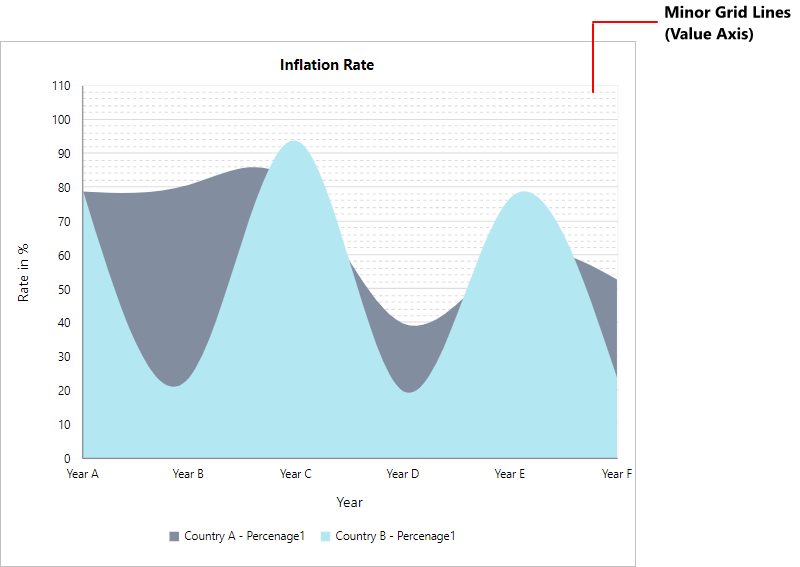 Minor Grid Lines
(Value Axis)
Inflation Rate
110
100
90
80
70
60
50
40
30
20
10
0
Rate in %
Year A Year B Year C Year D Year E Year F
Year
Country A - Percenage1 Country B - Percenage1